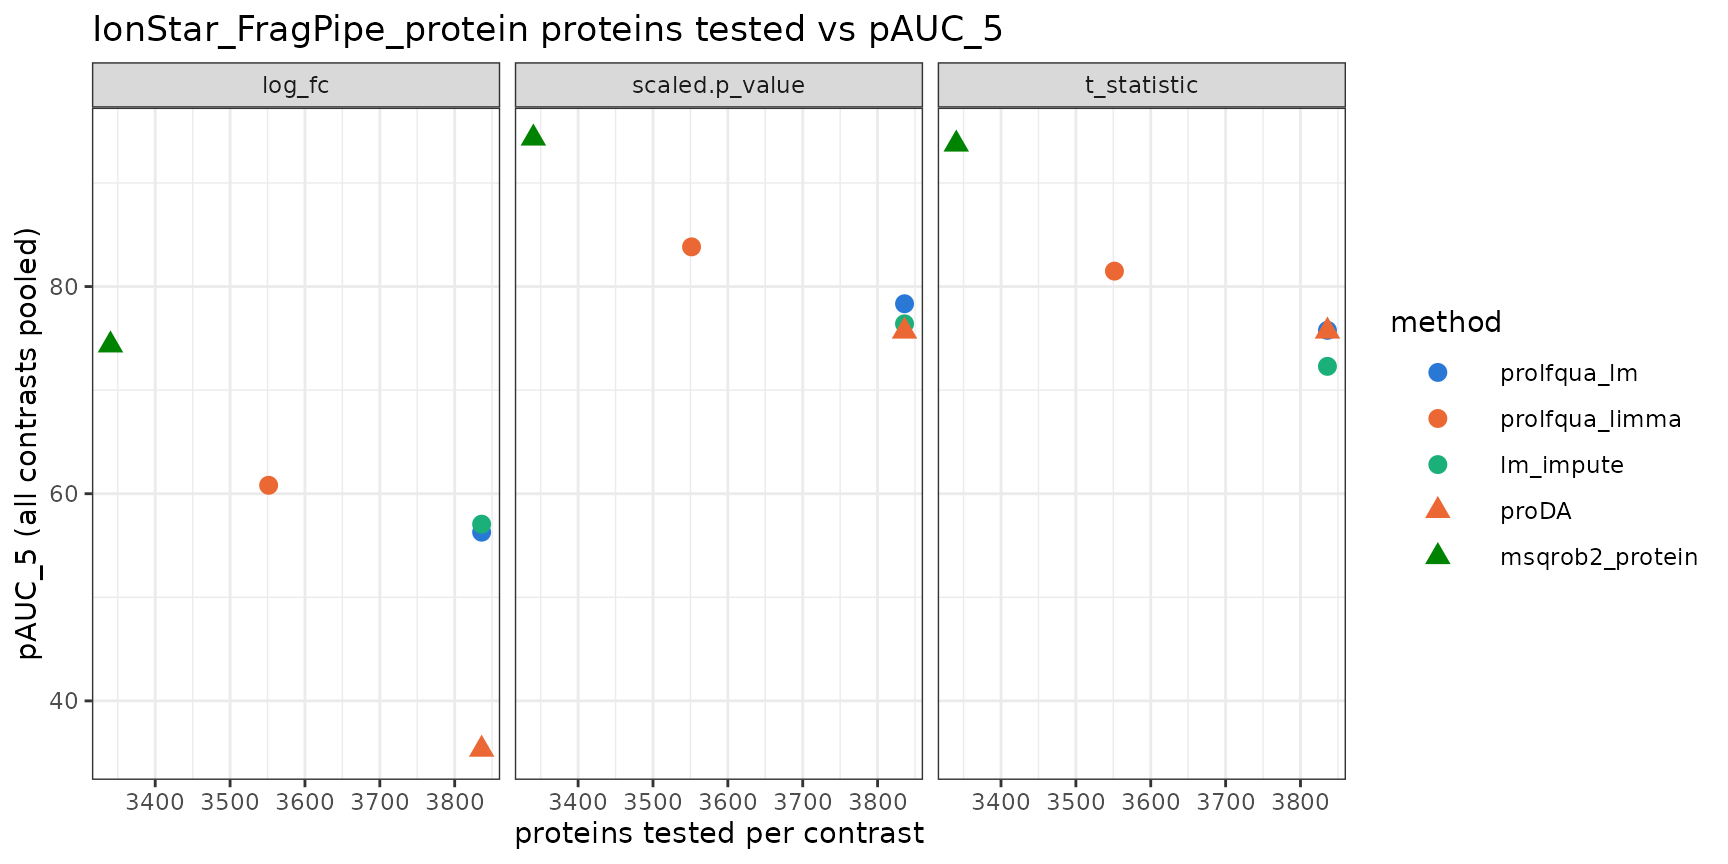 IonStar_FragPipe_protein proteins tested vs pAUC_5
log_fc
scaled.p_value
t_statistic
pAUC_5 (all contrasts pooled)
80
60
40
3400 3500 3600 3700 3800
3400 3500 3600 3700 3800
3400 3500 3600 3700 3800
proteins tested per contrast
method
prolfqua_lm
prolfqua_limma
lm_impute
proDA
msqrob2_protein